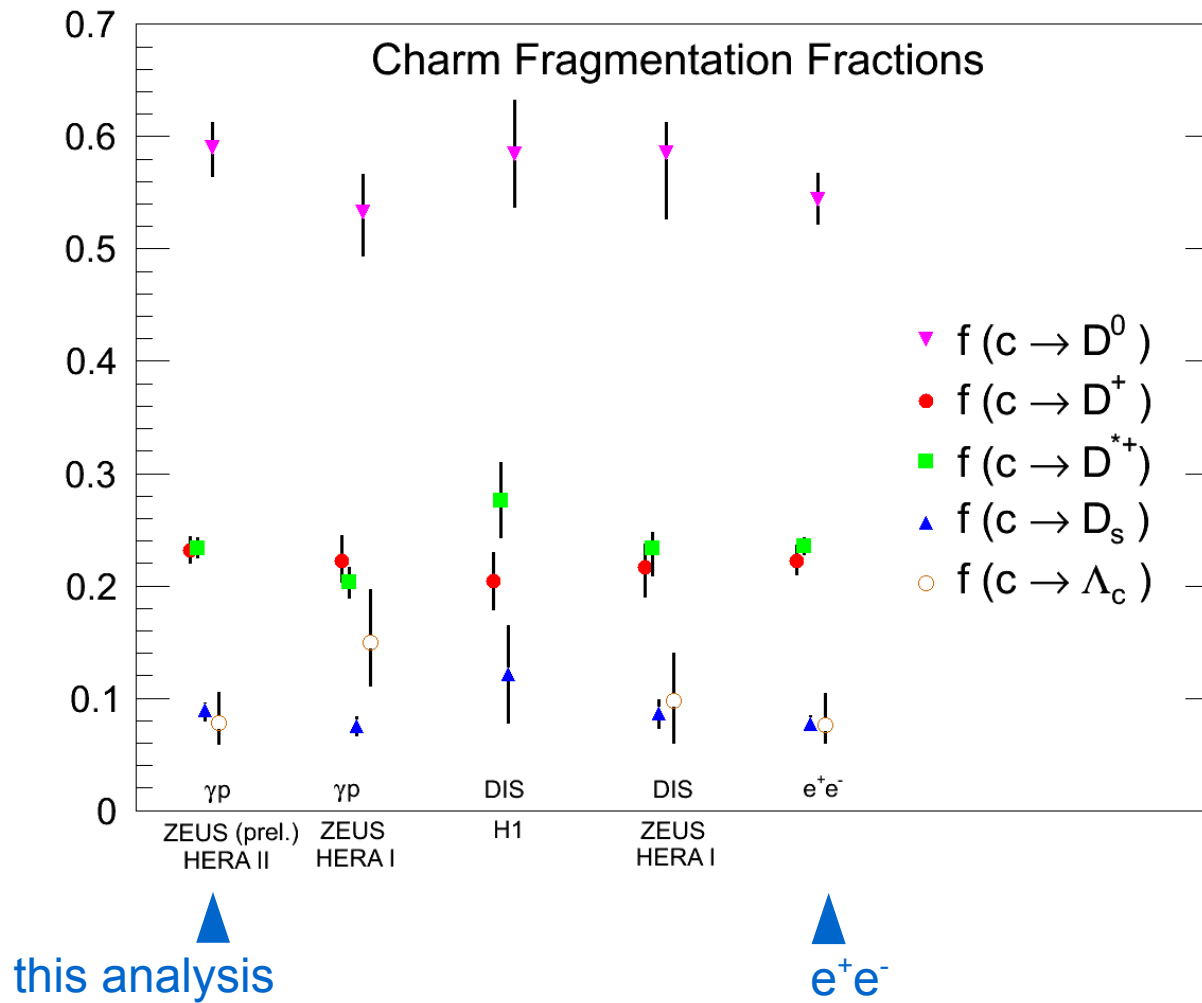 Charm Fragmentation Fractions
0.7
0.6
0.5
0.4
0.3
0.2
0.1
0
f (c → D⁰ )
f (c → D⁺ )
f (c → D*⁺)
f (c → Dₛ )
f (c → Λ_c )
γp
ZEUS (prel.)
HERA II
γp
ZEUS
HERA I
DIS
H1
DIS
ZEUS
HERA I
e⁺e⁻
this analysis
e⁺e⁻